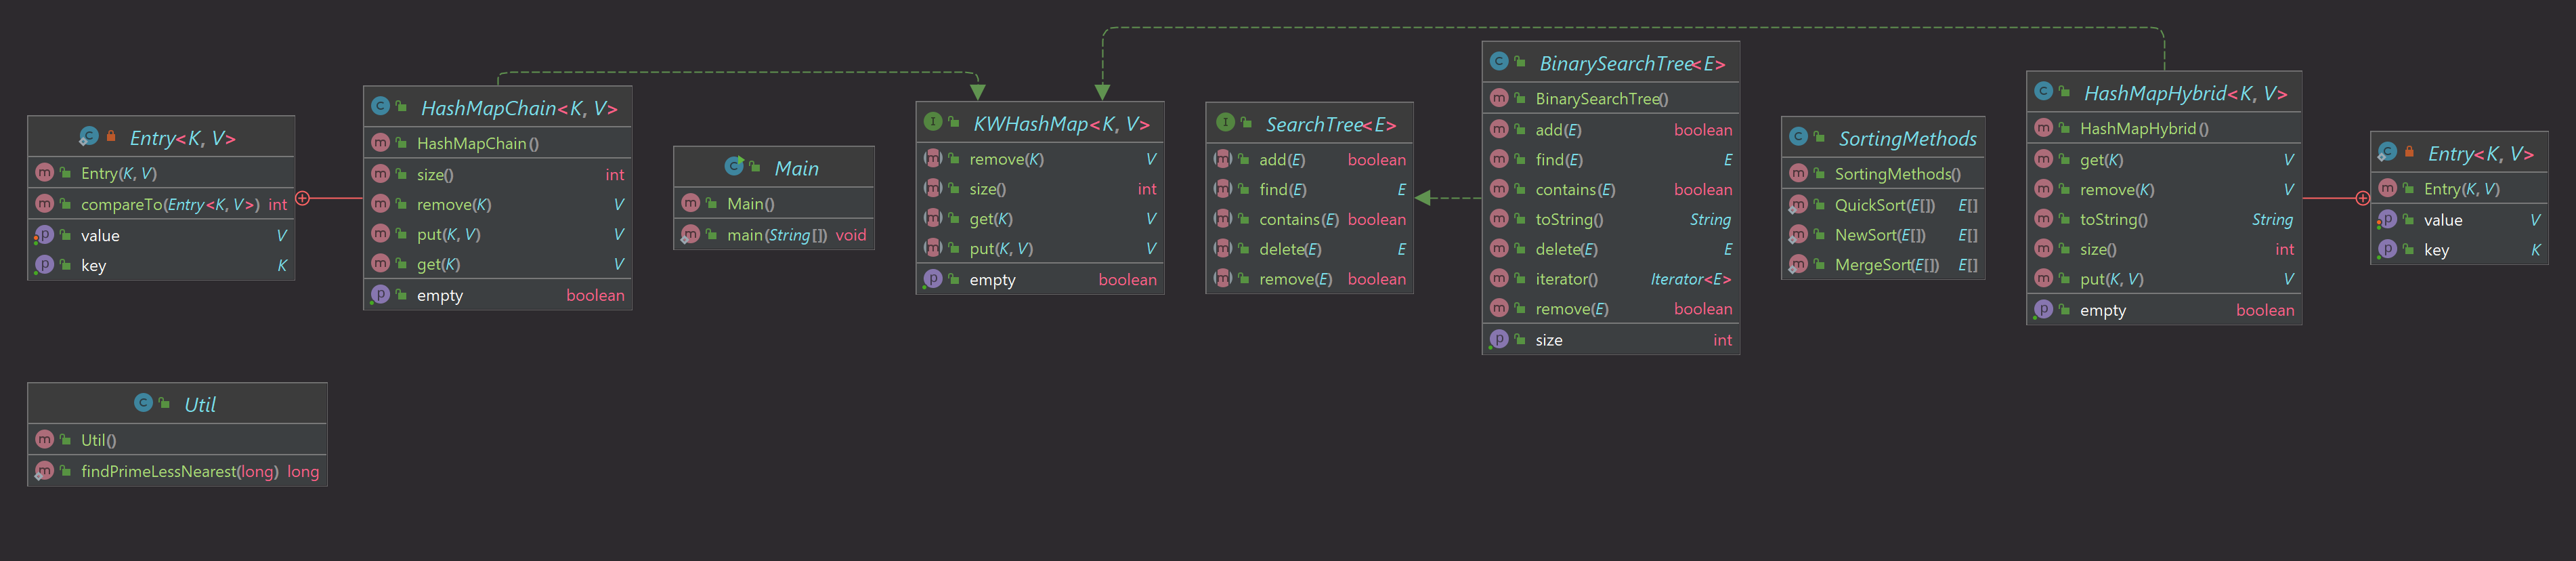 Entry<K, V>
Entry(K, V)
compareTo(Entry<K, V>) int
value V
key K
HashMapChain<K, V>
HashMapChain()
size() int
remove(K) V
put(K, V) V
get(K) V
empty boolean
Main
Main()
main(String[]) void
KWHashMap<K, V>
remove(K) V
size() int
get(K) V
put(K, V) V
empty boolean
SearchTree<E>
add(E) boolean
find(E) E
contains(E) boolean
delete(E) E
remove(E) boolean
BinarySearchTree<E>
BinarySearchTree()
add(E) boolean
find(E) E
contains(E) boolean
toString() String
delete(E) E
iterator() Iterator<E>
remove(E) boolean
size int
SortingMethods
SortingMethods()
QuickSort(E[]) E[]
NewSort(E[]) E[]
MergeSort(E[]) E[]
HashMapHybrid<K, V>
HashMapHybrid()
get(K) V
remove(K) V
toString() String
size() int
put(K, V) V
empty boolean
Entry<K, V>
Entry(K, V)
value V
key K
Util
Util()
findPrimeLessNearest(long) long